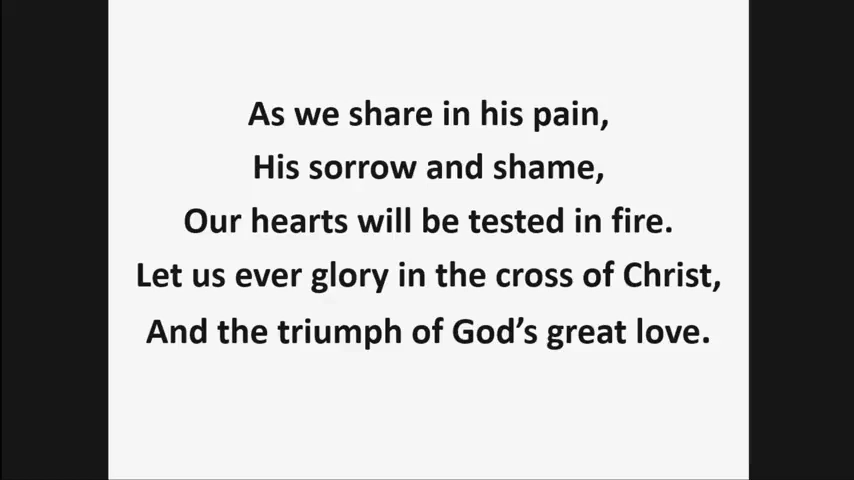 As we share in his pain,
His sorrow and shame,
Our hearts will be tested in fire.
Let us ever glory in the cross of Christ,
And the triumph of God’s great love.